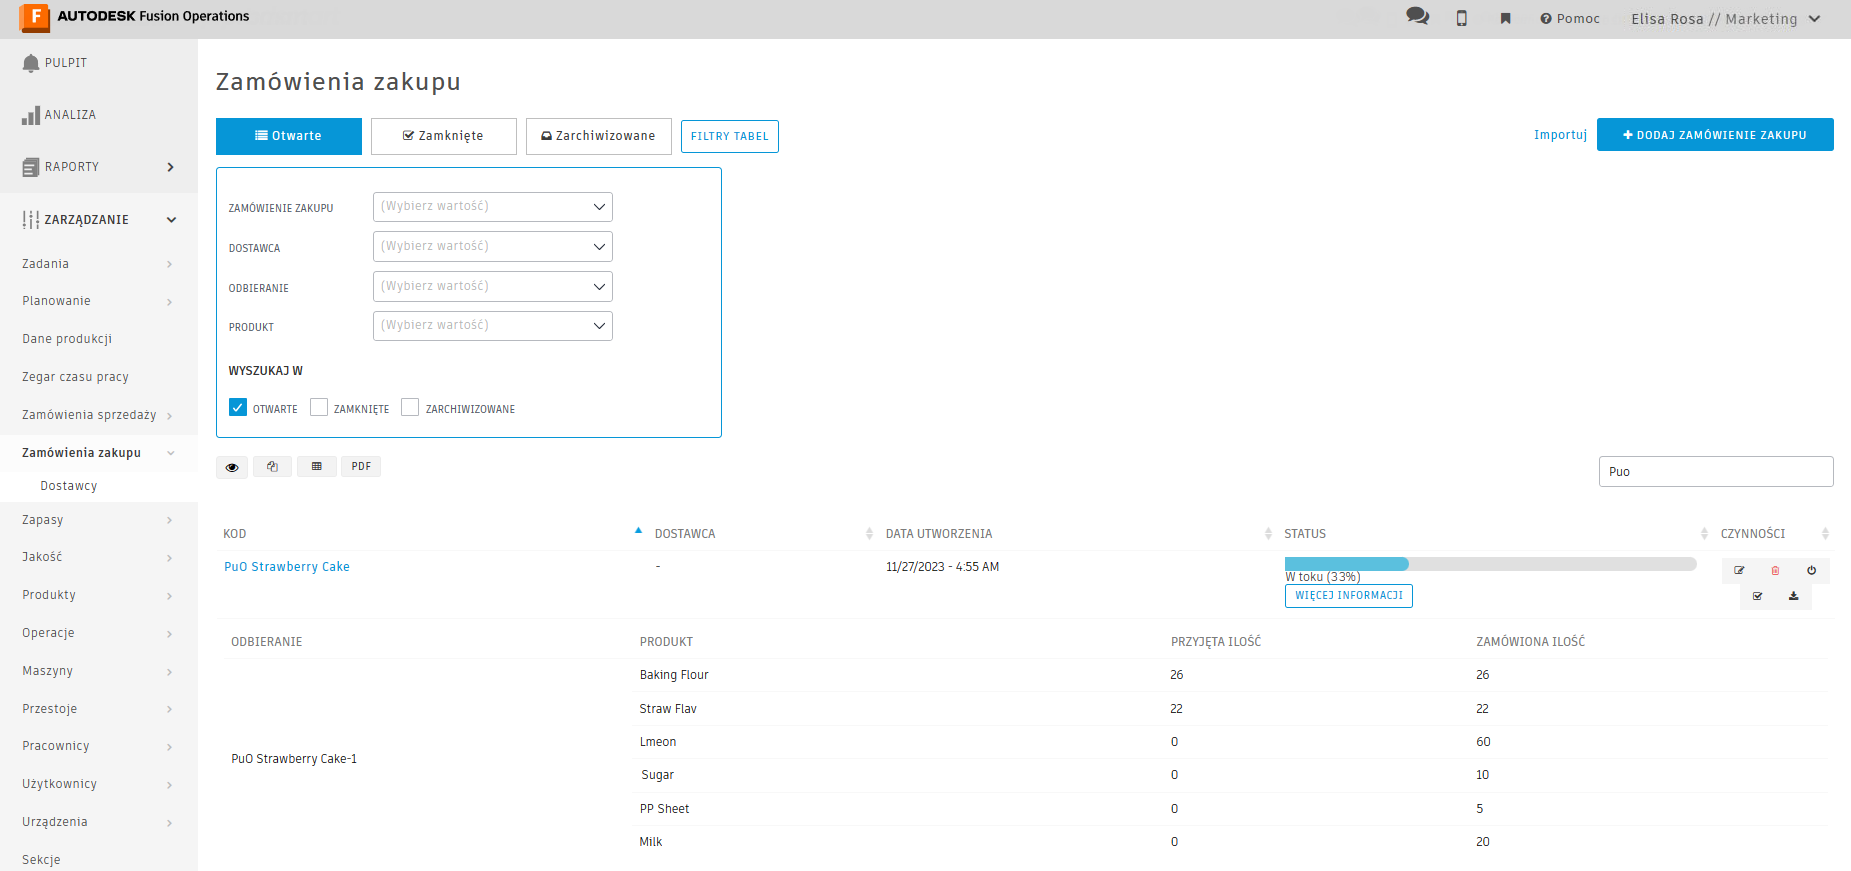 F AUTODESK Fusion Operations
Pomoc
Elisa Rosa // Marketing
PULPIT
ANALIZA
RAPORTY
ZARZĄDZANIE
Zadania
Planowanie
Dane produkcji
Zegar czasu pracy
Zamówienia sprzedaży
Zamówienia zakupu
Dostawcy
Zapasy
Jakość
Produkty
Operacje
Maszyny
Przestoje
Pracownicy
Użytkownicy
Urządzenia
Sekcje
Zamówienia zakupu
Otwarte Zamknięte Zarchiwizowane FILTRY TABEL
Importuj + DODAJ ZAMÓWIENIE ZAKUPU
ZAMÓWIENIE ZAKUPU (Wybierz wartość)
DOSTAWCA (Wybierz wartość)
ODBIERANIE (Wybierz wartość)
PRODUKT (Wybierz wartość)
WYSZUKAJ W
OTWARTE ZAMKNIĘTE ZARCHIWIZOWANE
PDF
Puo
KOD DOSTAWCA DATA UTWORZENIA STATUS CZYNNOŚCI
PuO Strawberry Cake - 11/27/2023 - 4:55 AM
W toku (33%)
WIĘCEJ INFORMACJI
ODBIERANIE PRODUKT PRZYJĘTA ILOŚĆ ZAMÓWIONA ILOŚĆ
Baking Flour 26 26
Straw Flav 22 22
Lmeon 0 60
PuO Strawberry Cake-1
Sugar 0 10
PP Sheet 0 5
Milk 0 20